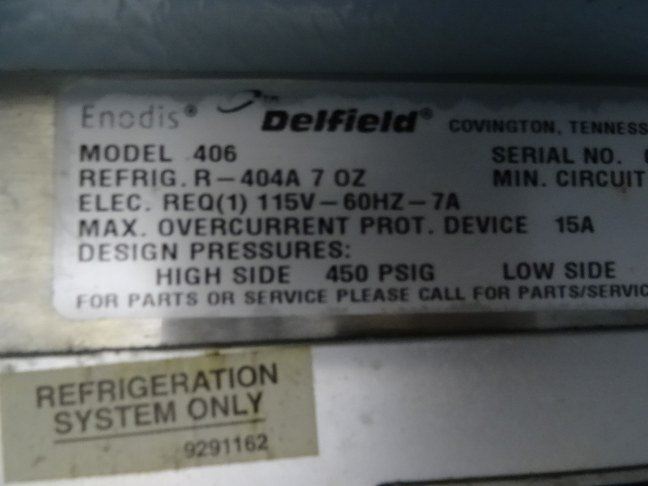 Enodis® Delfield® COVINGTON, TENNESS
MODEL 406 SERIAL NO.
REFRIG. R-404A 7 OZ MIN. CIRCUIT
ELEC. REQ(1) 115V-60HZ-7A
MAX. OVERCURRENT PROT. DEVICE 15A
DESIGN PRESSURES:
HIGH SIDE 450 PSIG LOW SIDE
FOR PARTS OR SERVICE PLEASE CALL FOR PARTS/SERVIC
REFRIGERATION
SYSTEM ONLY
9291162